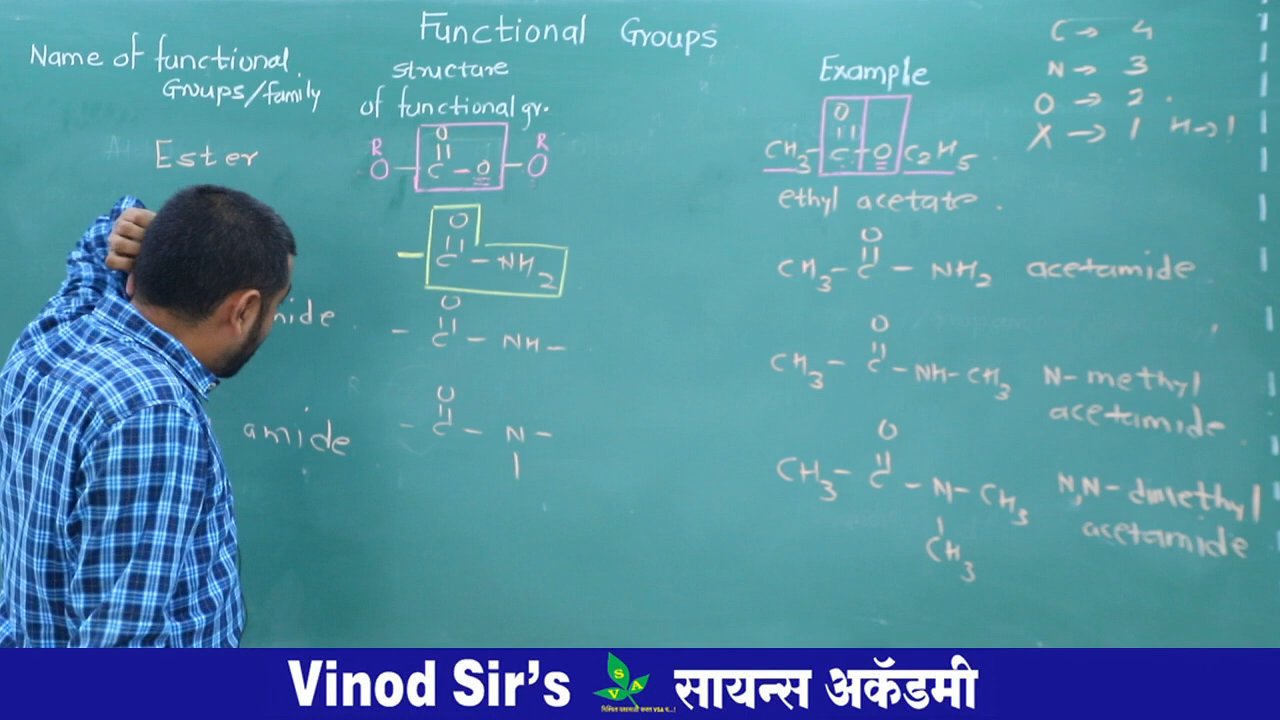 Functional Groups
Name of functional
Groups/family
structure
of functional gr.
Example
C → 4
N → 3
O → 2
X → 1 H→1
Ester
R R
O
||
O – C – O – O
O
||
CH3 – C – O C2H5
ethyl acetate
O
||
– C – NH2
O
||
CH3 – C – NH2 acetamide
O
||
– C – NH –
O
||
CH3 – C – NH – CH3 N-methyl
acetamide
amide
O
||
– C – N –
|
O
||
CH3 – C – N – CH3 N,N-dimethyl
|
CH3 acetamide
Vinod Sir's SVA सायन्स अकॅडमी